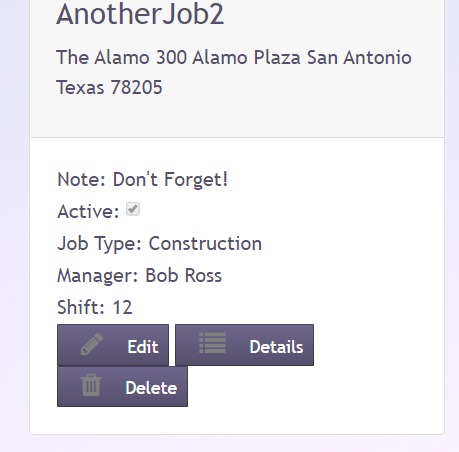 AnotherJob2
The Alamo 300 Alamo Plaza San Antonio
Texas 78205
Note: Don't Forget!
Active:
Job Type: Construction
Manager: Bob Ross
Shift: 12
Edit Details
Delete